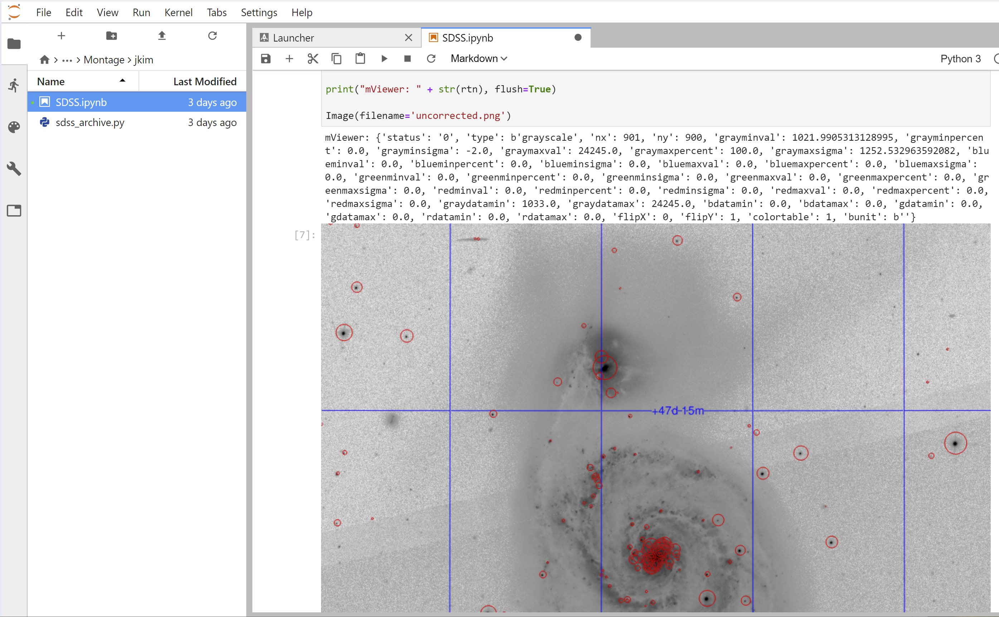 File Edit View Run Kernel Tabs Settings Help
Launcher
SDSS.ipynb
Markdown
Python 3
... > Montage > jkim
Name Last Modified
SDSS.ipynb 3 days ago
sdss_archive.py 3 days ago
print("mViewer: " + str(rtn), flush=True)
Image(filename='uncorrected.png')
mViewer: {'status': '0', 'type': b'grayscale', 'nx': 901, 'ny': 900, 'grayminval': 1021.9905313128995, 'grayminpercen
t': 0.0, 'grayminsigma': -2.0, 'graymaxval': 24245.0, 'graymaxpercent': 100.0, 'graymaxsigma': 1252.532963592082, 'blu
eminval': 0.0, 'blueminpercent': 0.0, 'blueminsigma': 0.0, 'bluemaxval': 0.0, 'bluemaxpercent': 0.0, 'bluemaxsigma':
0.0, 'greenminval': 0.0, 'greenminpercent': 0.0, 'greenminsigma': 0.0, 'greenmaxval': 0.0, 'greenmaxpercent': 0.0, 'gr
eenmaxsigma': 0.0, 'redminval': 0.0, 'redminpercent': 0.0, 'redminsigma': 0.0, 'redmaxval': 0.0, 'redmaxpercent': 0.0,
'redmaxsigma': 0.0, 'graydatamin': 1033.0, 'graydatamax': 24245.0, 'bdatamin': 0.0, 'bdatamax': 0.0, 'gdatamin': 0.0,
'gdatamax': 0.0, 'rdatamin': 0.0, 'rdatamax': 0.0, 'flipX': 0, 'flipY': 1, 'colortable': 1, 'bunit': b''}
[7]:
+47d 15m